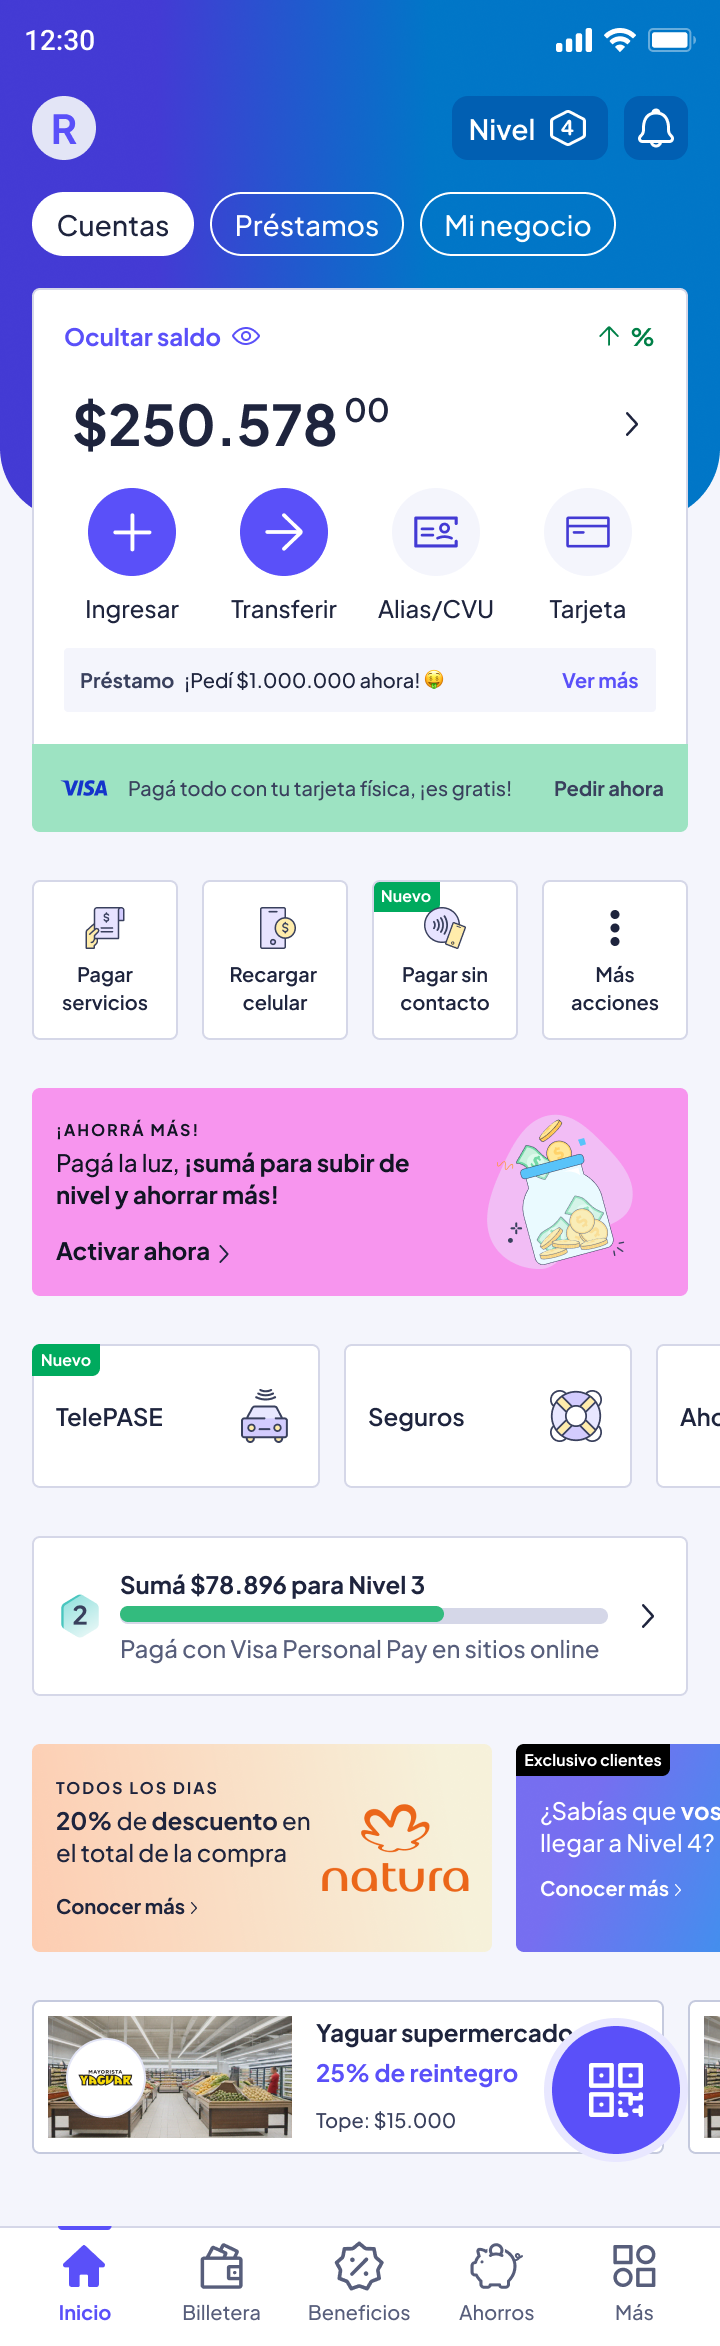 12:30
R
Nivel 4
Cuentas
Préstamos
Mi negocio
Ocultar saldo
%
$250.578 00
Ingresar
Transferir
Alias/CVU
Tarjeta
Préstamo ¡Pedí $1.000.000 ahora! 🤑
Ver más
VISA
Pagá todo con tu tarjeta física, ¡es gratis!
Pedir ahora
Pagar
servicios
Recargar
celular
Nuevo
Pagar sin
contacto
Más
acciones
¡AHORRÁ MÁS!
Pagá la luz, ¡sumá para subir de
nivel y ahorrar más!
Activar ahora
Nuevo
TelePASE
Seguros
Aho
2
Sumá $78.896 para Nivel 3
Pagá con Visa Personal Pay en sitios online
TODOS LOS DIAS
20% de descuento en
el total de la compra
Conocer más
natura
Exclusivo clientes
¿Sabías que vos
llegar a Nivel 4?
Conocer más
MAYORISTA
YAGUAR
Yaguar supermercado
25% de reintegro
Tope: $15.000
Inicio
Billetera
Beneficios
Ahorros
Más